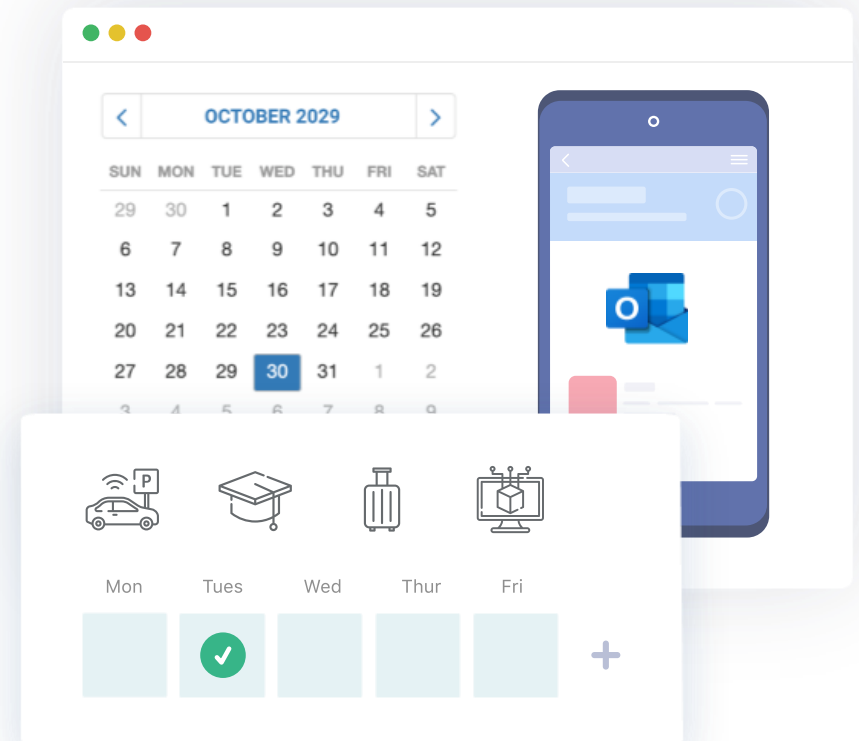 OCTOBER 2029
SUN MON TUE WED THU FRI SAT
29 30 1 2 3 4 5
6 7 8 9 10 11 12
13 14 15 16 17 18 19
20 21 22 23 24 25 26
27 28 29 30 31 1 2
3 4 5 6 7 8 9
O
P
Mon Tues Wed Thur Fri